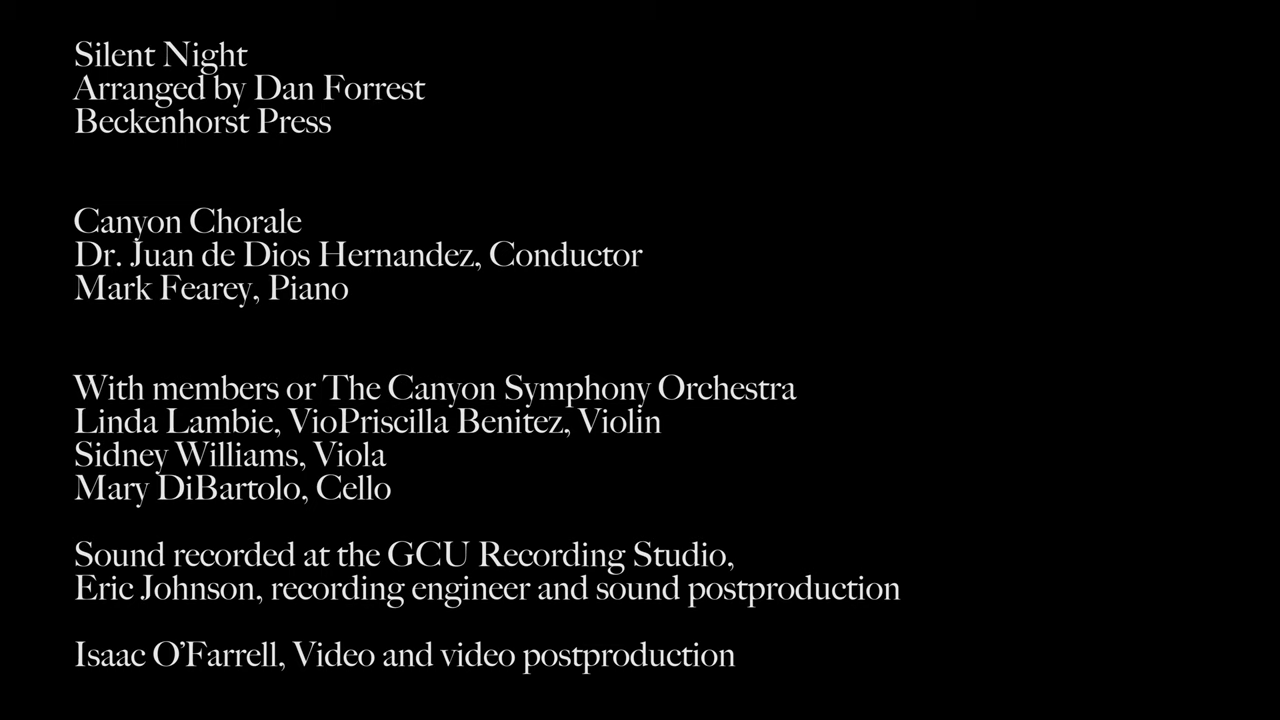 Silent Night
Arranged by Dan Forrest
Beckenhorst Press
Canyon Chorale
Dr. Juan de Dios Hernandez, Conductor
Mark Fearey, Piano
With members or The Canyon Symphony Orchestra
Linda Lambie, VioPriscilla Benitez, Violin
Sidney Williams, Viola
Mary DiBartolo, Cello
Sound recorded at the GCU Recording Studio,
Eric Johnson, recording engineer and sound postproduction
Isaac O’Farrell, Video and video postproduction